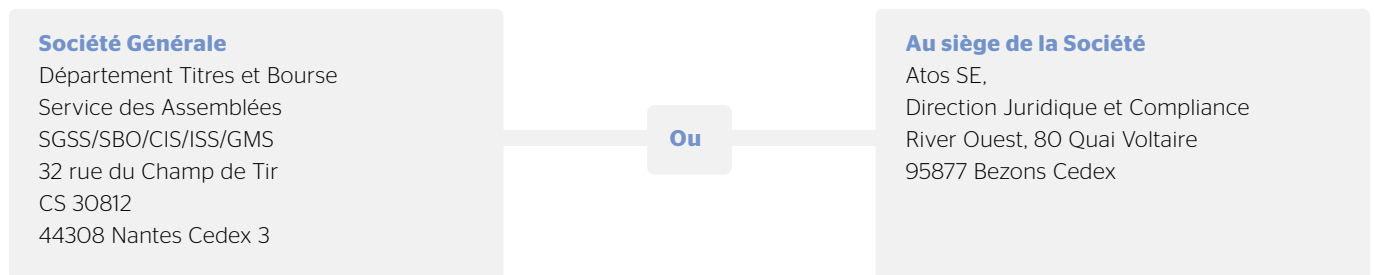 Société Générale
Département Titres et Bourse
Service des Assemblées
SGSS/SBO/CIS/ISS/GMS
32 rue du Champ de Tir
CS 30812
44308 Nantes Cedex 3
Ou
Au siège de la Société
Atos SE,
Direction Juridique et Compliance
River Ouest, 80 Quai Voltaire
95877 Bezons Cedex